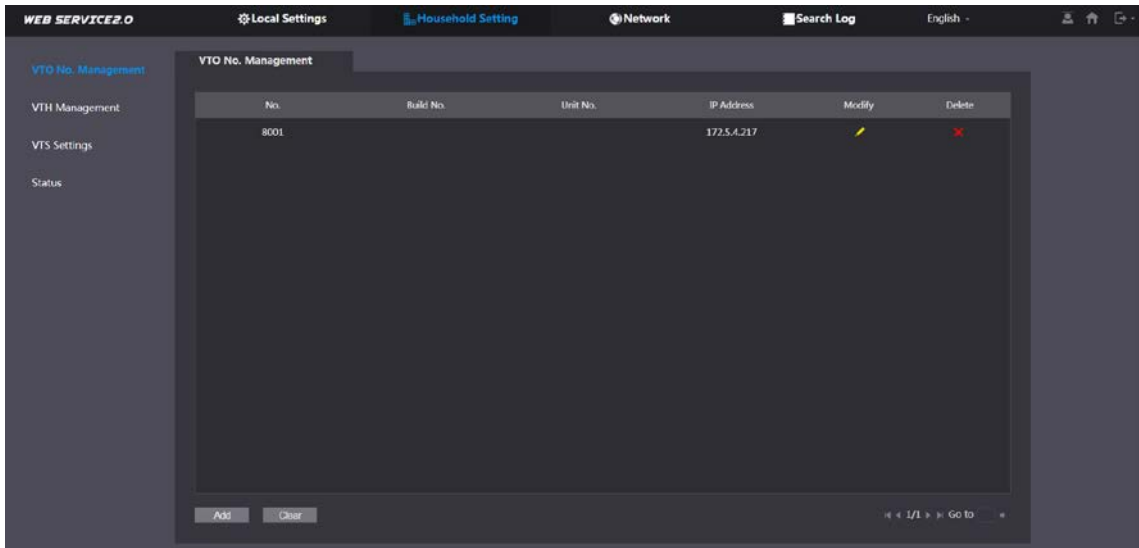 WEB SERVICE2.0 Local Settings Household Setting Network Search Log English
VTO No. Management
VTH Management
VTS Settings
Status
VTO No. Management
No. Build No. Unit No. IP Address Modify Delete
8001 172.5.4.217
Add Clear 1/1 Go to